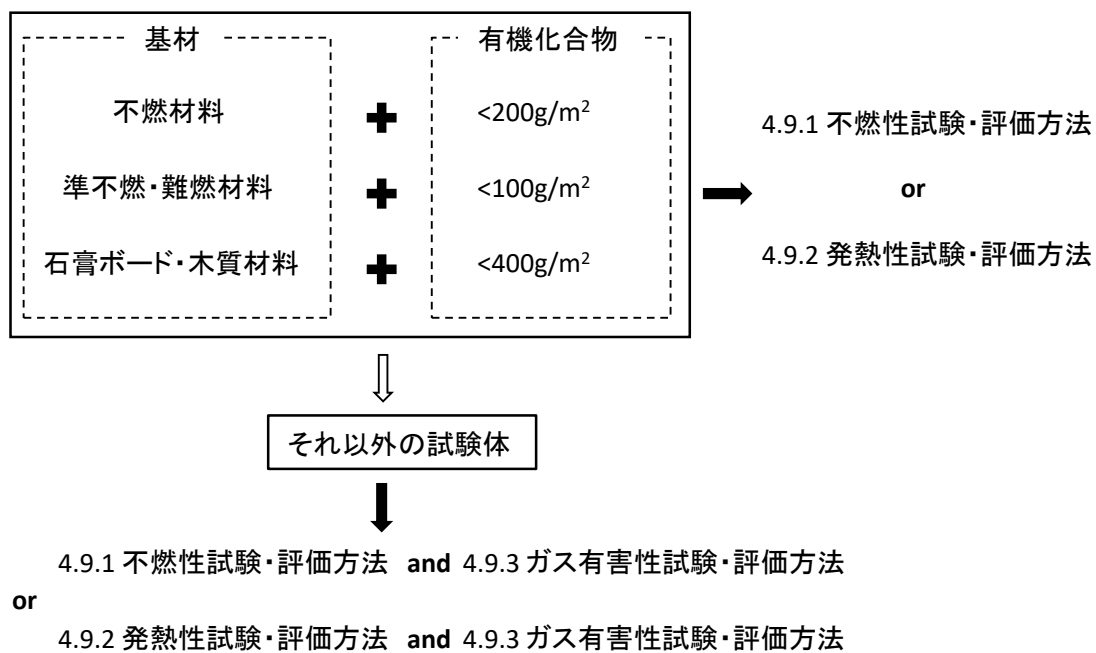 基材 有機化合物
不燃材料 ✚ <200g/m²
4.9.1 不燃性試験・評価方法
準不燃・難燃材料 ✚ <100g/m²
or
石膏ボード・木質材料 ✚ <400g/m²
4.9.2 発熱性試験・評価方法
それ以外の試験体
4.9.1 不燃性試験・評価方法 and 4.9.3 ガス有害性試験・評価方法
or
4.9.2 発熱性試験・評価方法 and 4.9.3 ガス有害性試験・評価方法